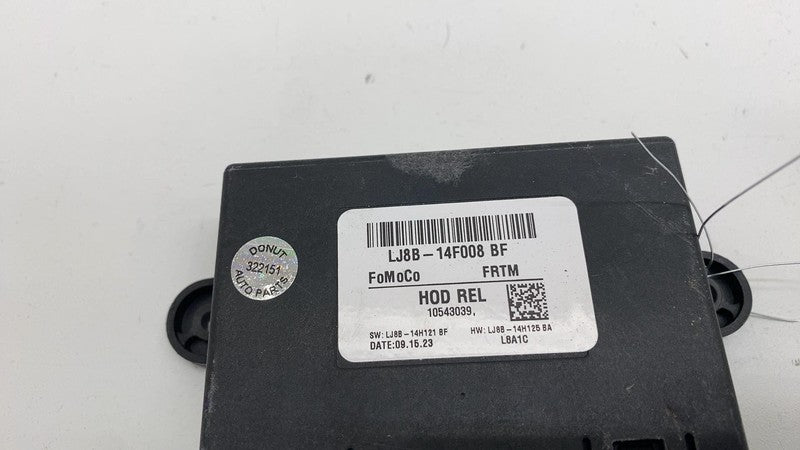 DONUT
322151
AUTO PARTS
LJ8B-14F008 BF
FoMoCo FRTM
HOD REL
10543039,
SW: LJ8B-14H121 BF HW: LJ8B-14H125 BA
DATE:09.15.23 LBA1C